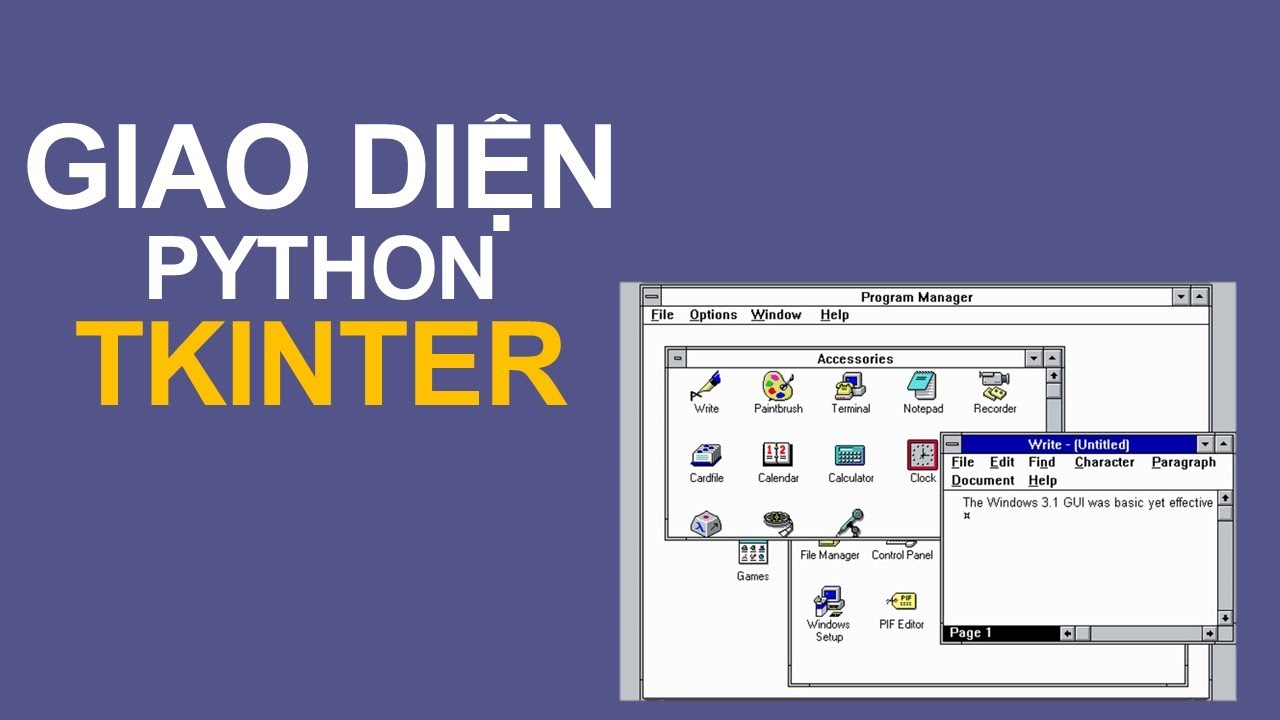 GIAO DIỆN
PYTHON
TKINTER
Program Manager
File Options Window Help
Accessories
Write Paintbrush Terminal Notepad Recorder
Cardfile Calendar Calculator Clock
Write - (Untitled)
File Edit Find Character Paragraph
Document Help
The Windows 3.1 GUI was basic yet effective
¤
Page 1
Games
File Manager Control Panel
Windows
Setup
PIF Editor